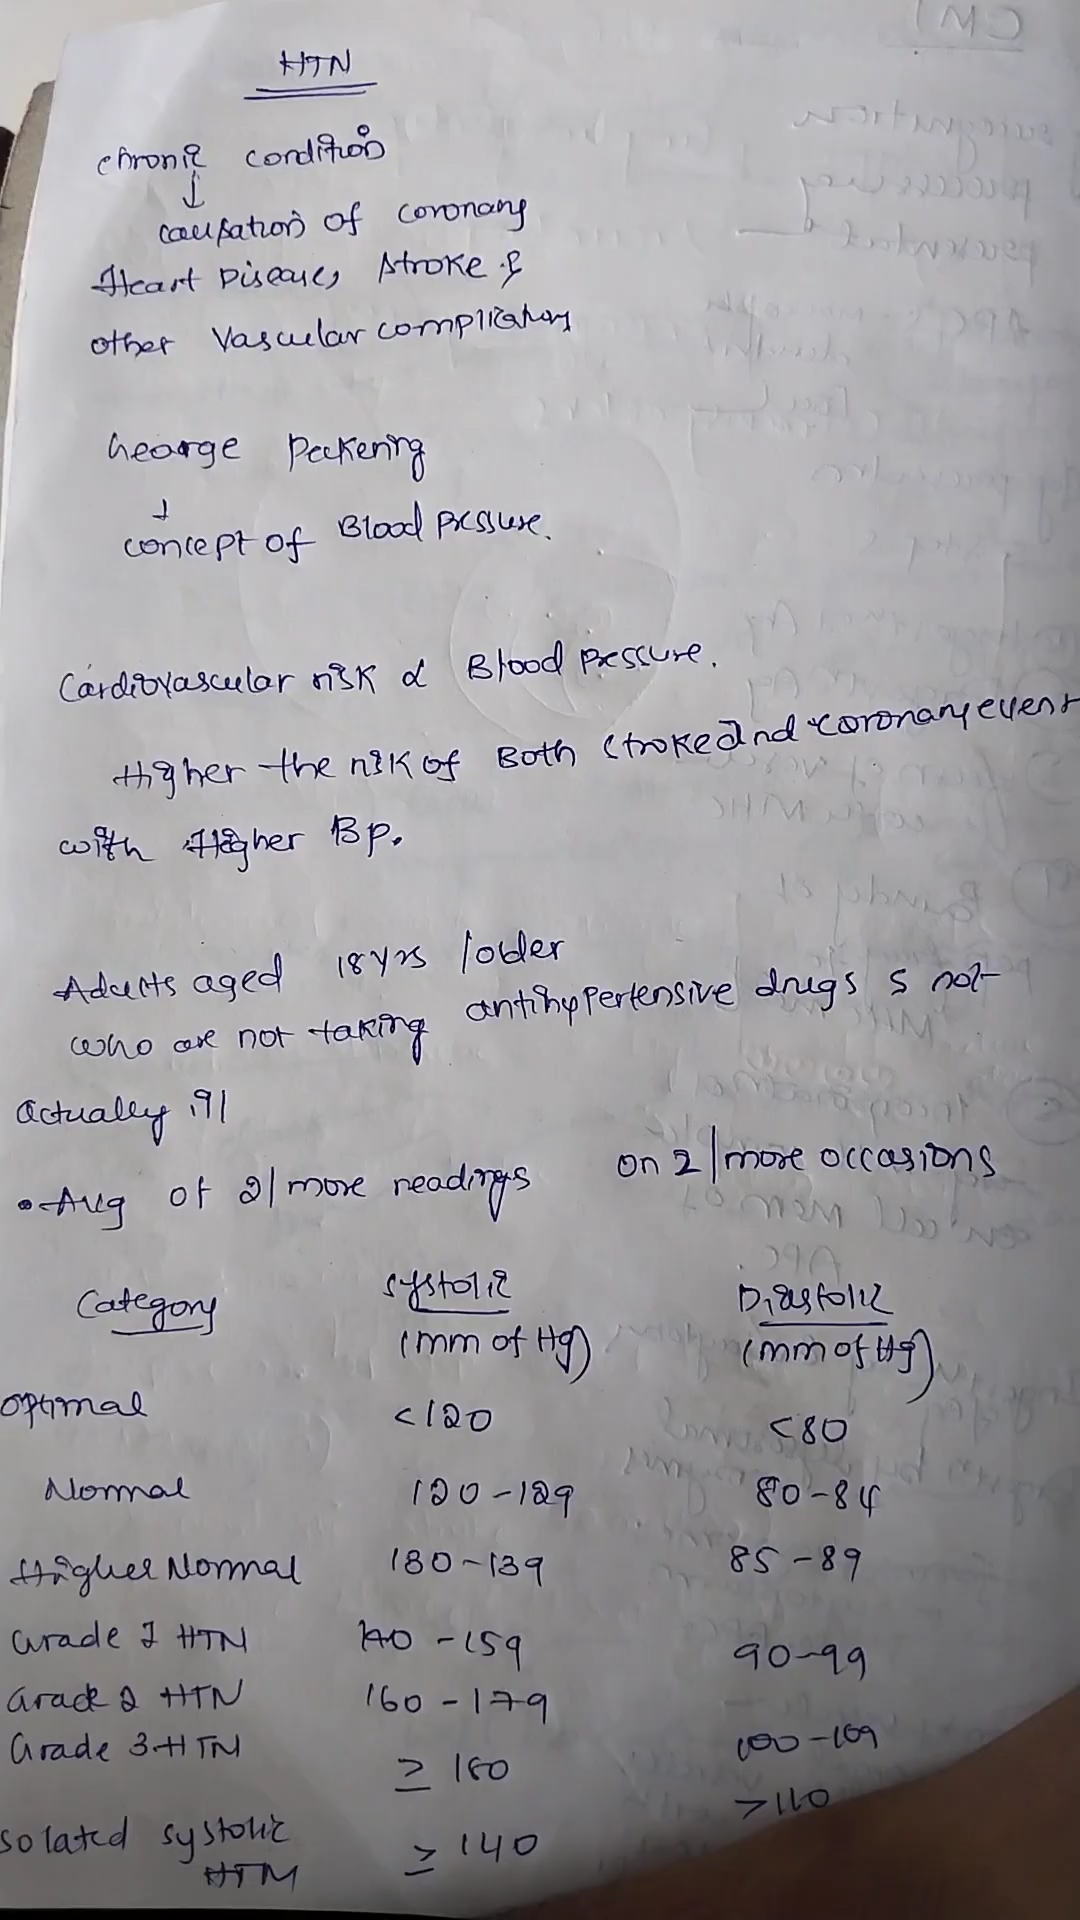 HTN
chronic condition
↓
causation of coronary
Heart Disease, stroke &
other Vascular complications
George Peckering
↓
concept of Blood pressure.
Cardiovascular risk α Blood pressure.
Higher the risk of Both stroke and coronary event
with Higher Bp.
Adults aged 18 yrs / older
who are not taking antihypertensive drugs s not
actually ill
• Avg of 2/more readings on 2/more occasions
Category systolic Diastolic
(mm of Hg) (mm of Hg)
optimal <120 <80
Normal 120-129 80-84
Higher Normal 130-139 85-89
Grade 1 HTN 140-159 90-99
Grade 2 HTN 160-179 100-109
Grade 3 HTN ≥ 180 >110
solated systolic ≥ 140
HTN